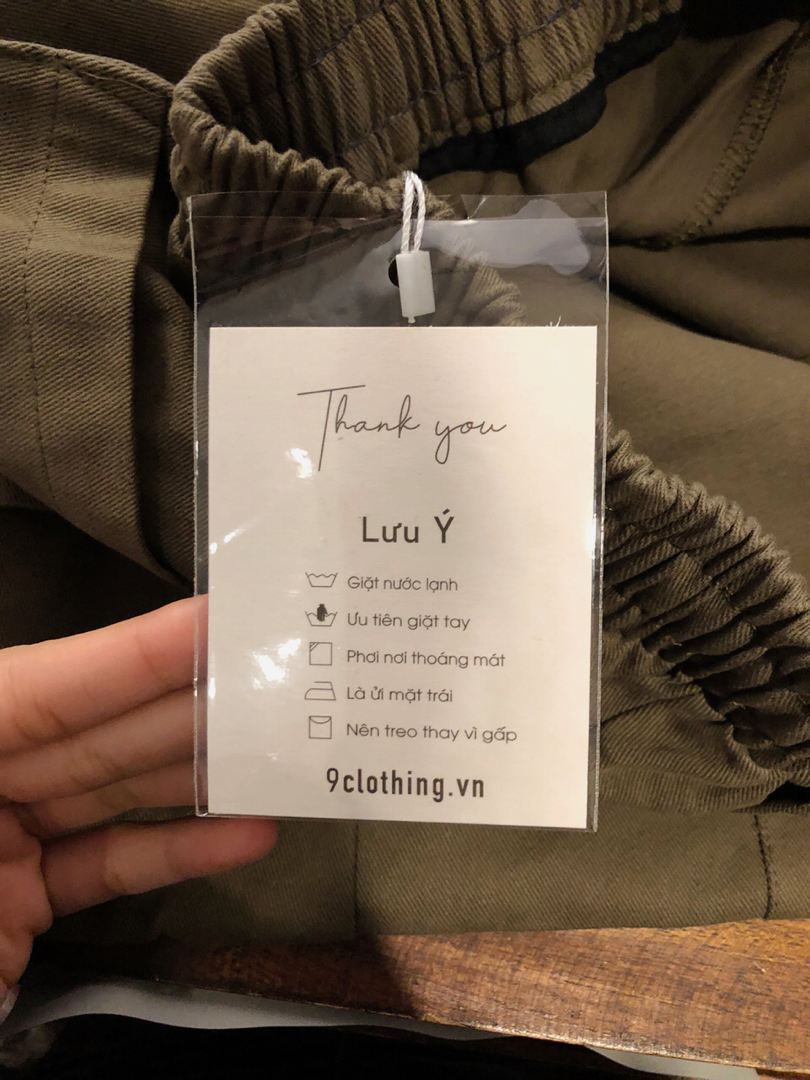 Thank you
Lưu Ý
Giặt nước lạnh
Ưu tiên giặt tay
Phơi nơi thoáng mát
Là ủi mặt trái
Nên treo thay vì gấp
9clothing.vn